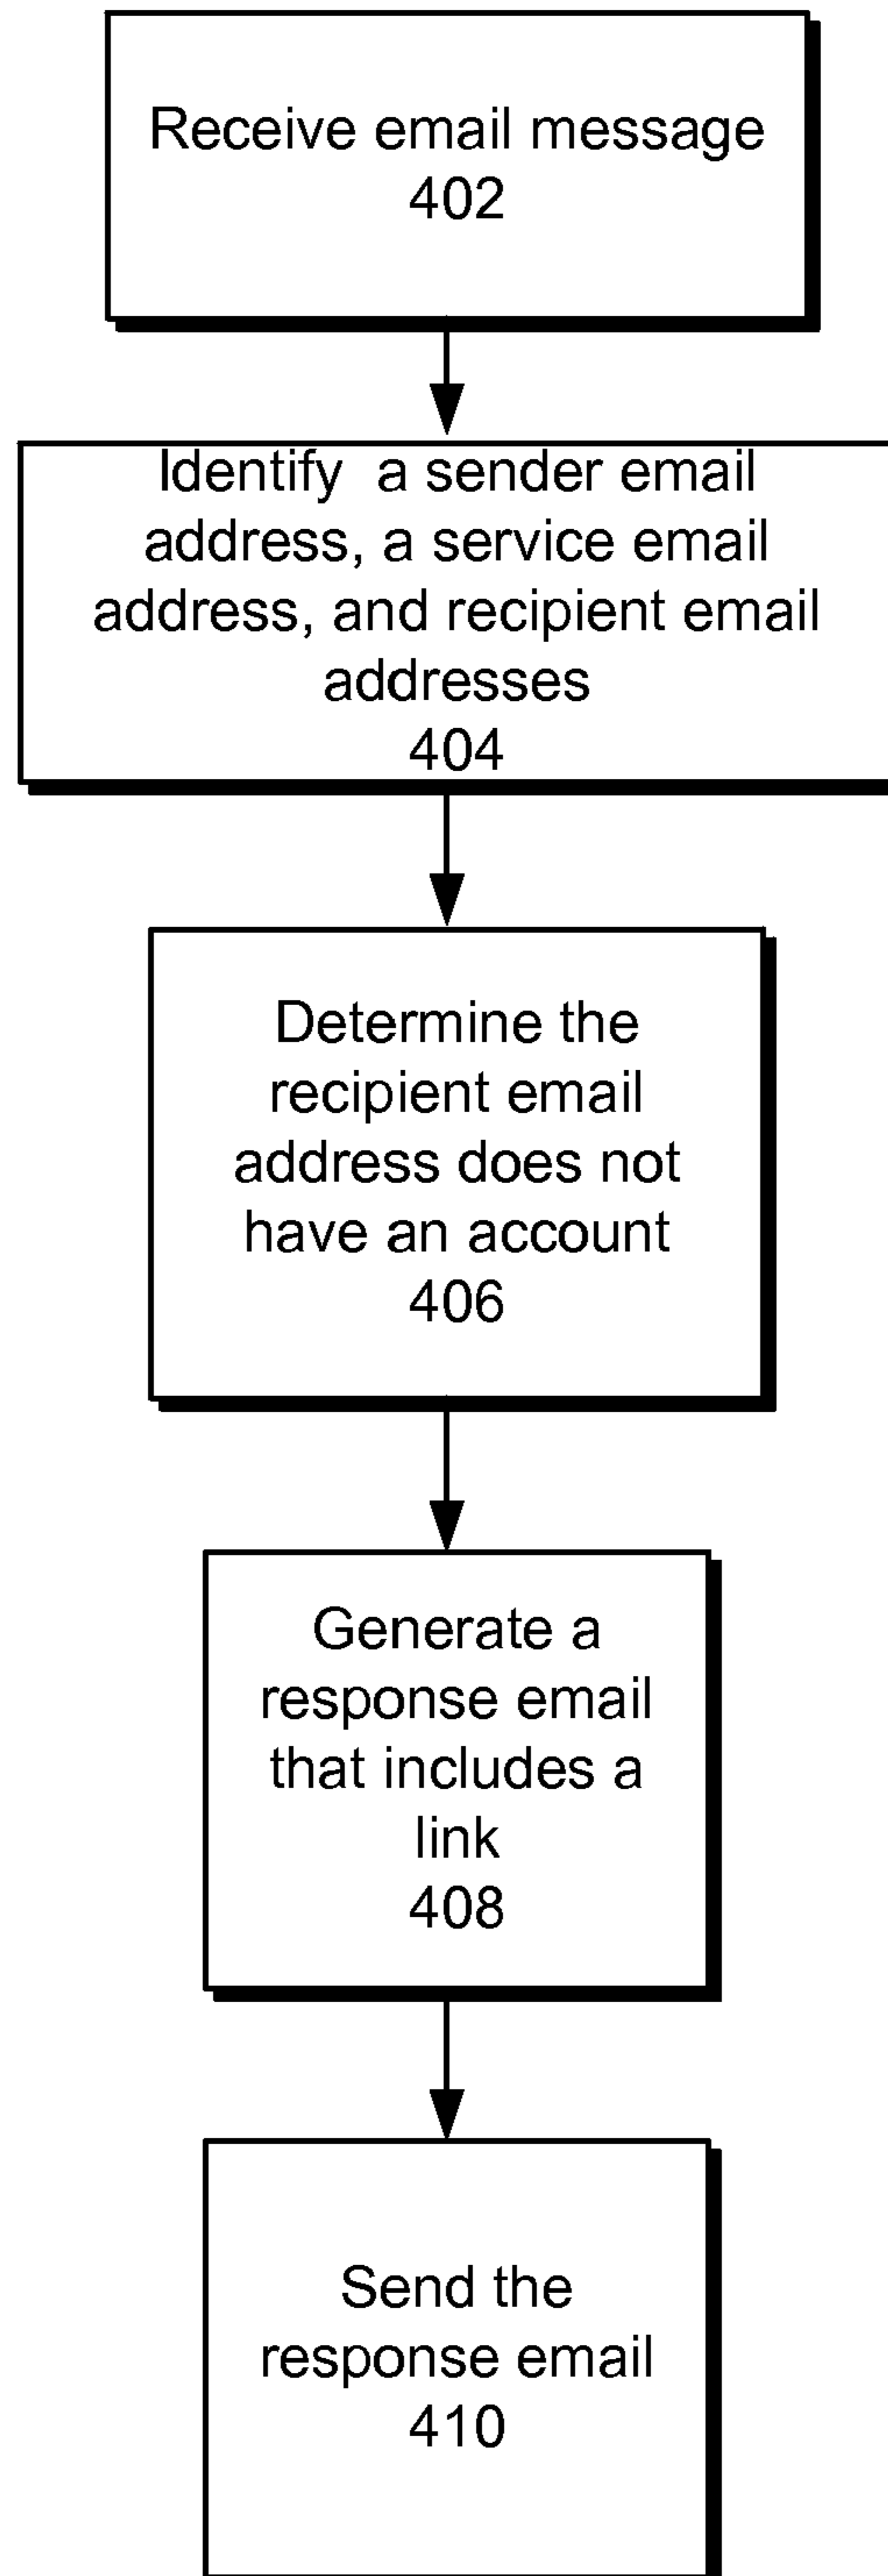 Receive email message
402
Identify a sender email
address, a service email
address, and recipient email
addresses
404
Determine the
recipient email
address does not
have an account
406
Generate a
response email
that includes a
link
408
Send the
response email
410